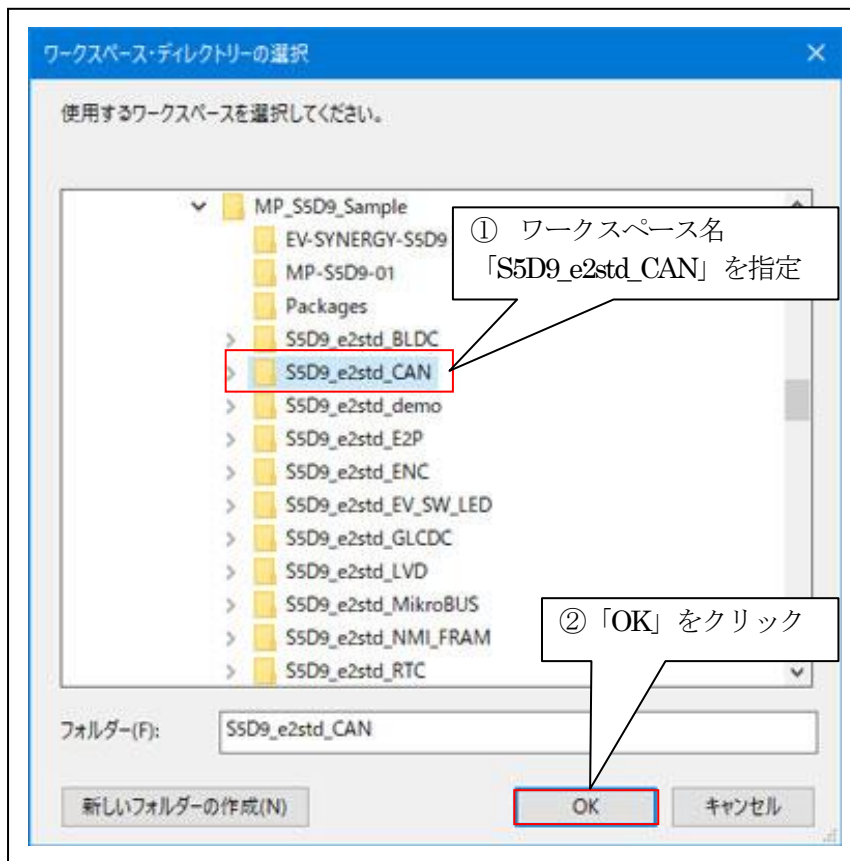 ワークスペース・ディレクトリーの選択
使用するワークスペースを選択してください。
MP_S5D9_Sample
EV-SYNERGY-S5D9
MP-S5D9-01
Packages
S5D9_e2std_BLDC
S5D9_e2std_CAN
S5D9_e2std_demo
S5D9_e2std_E2P
S5D9_e2std_ENC
S5D9_e2std_EV_SW_LED
S5D9_e2std_GLCDC
S5D9_e2std_LVD
S5D9_e2std_MikroBUS
S5D9_e2std_NMI_FRAM
S5D9_e2std_RTC
① ワークスペース名
「S5D9_e2std_CAN」を指定
②「OK」をクリック
フォルダー(F):
S5D9_e2std_CAN
新しいフォルダーの作成(N)
OK
キャンセル